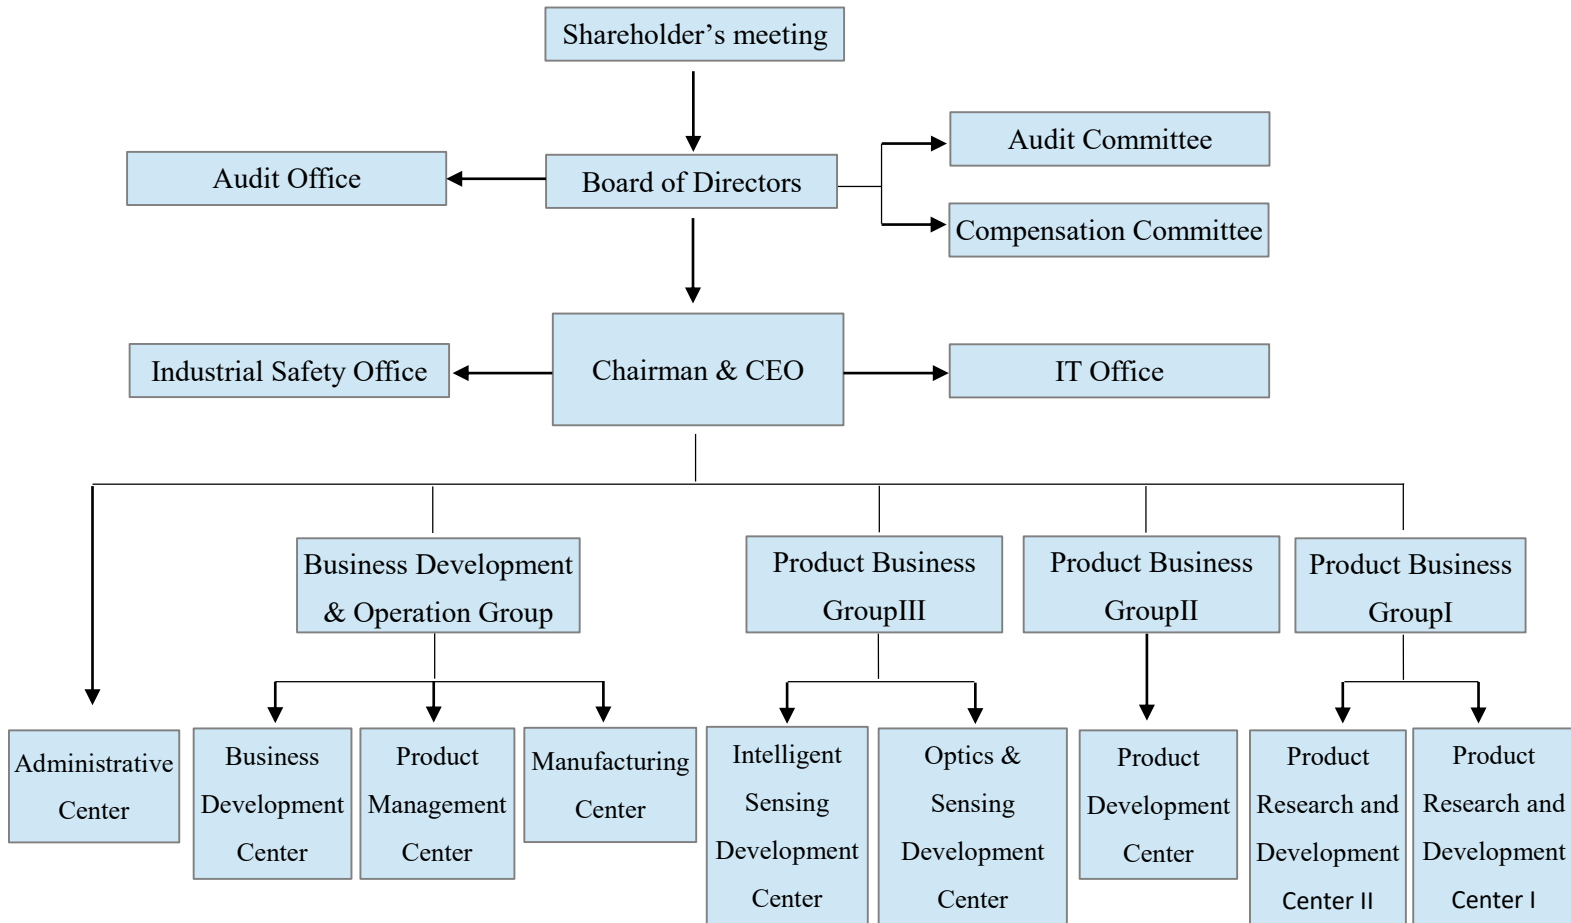 Shareholder’s meeting
Audit Committee
Audit Office
Board of Directors
Compensation Committee
Industrial Safety Office
Chairman & CEO
IT Office
Business Development
& Operation Group
Product Business
GroupIII
Product Business
GroupII
Product Business
GroupI
Administrative
Center
Business
Development
Center
Product
Management
Center
Manufacturing
Center
Intelligent
Sensing
Development
Center
Optics &
Sensing
Development
Center
Product
Development
Center
Product
Research and
Development
Center II
Product
Research and
Development
Center I